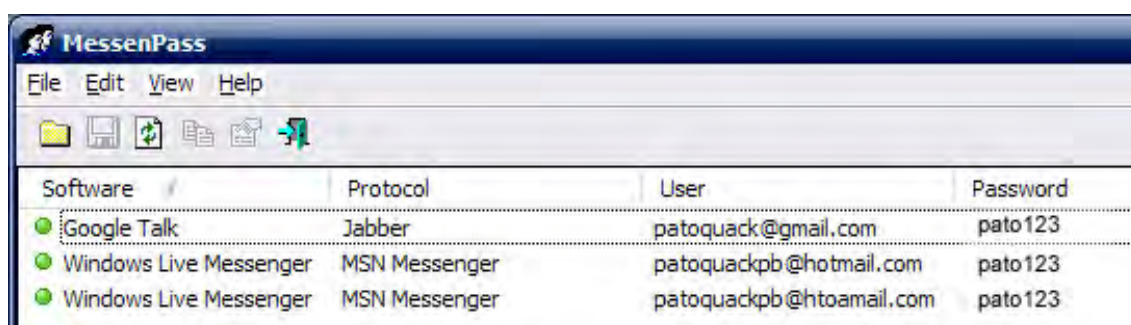 MessenPass
File Edit View Help
Software / Protocol User Password
Google Talk Jabber patoquack@gmail.com pato123
Windows Live Messenger MSN Messenger patoquackpb@hotmail.com pato123
Windows Live Messenger MSN Messenger patoquackpb@htoamail.com pato123